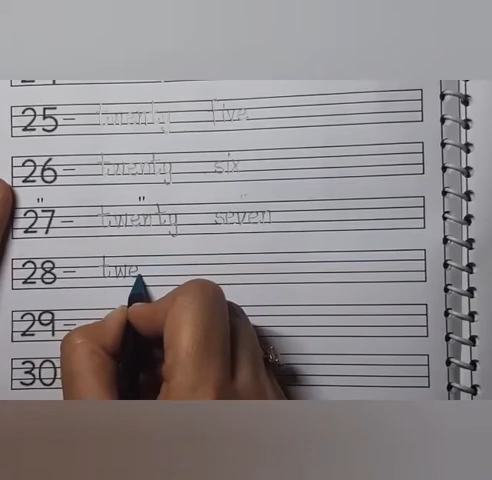 25- twenty five
26- twenty six
" " "
27- twenty seven
28- twe
29-
30